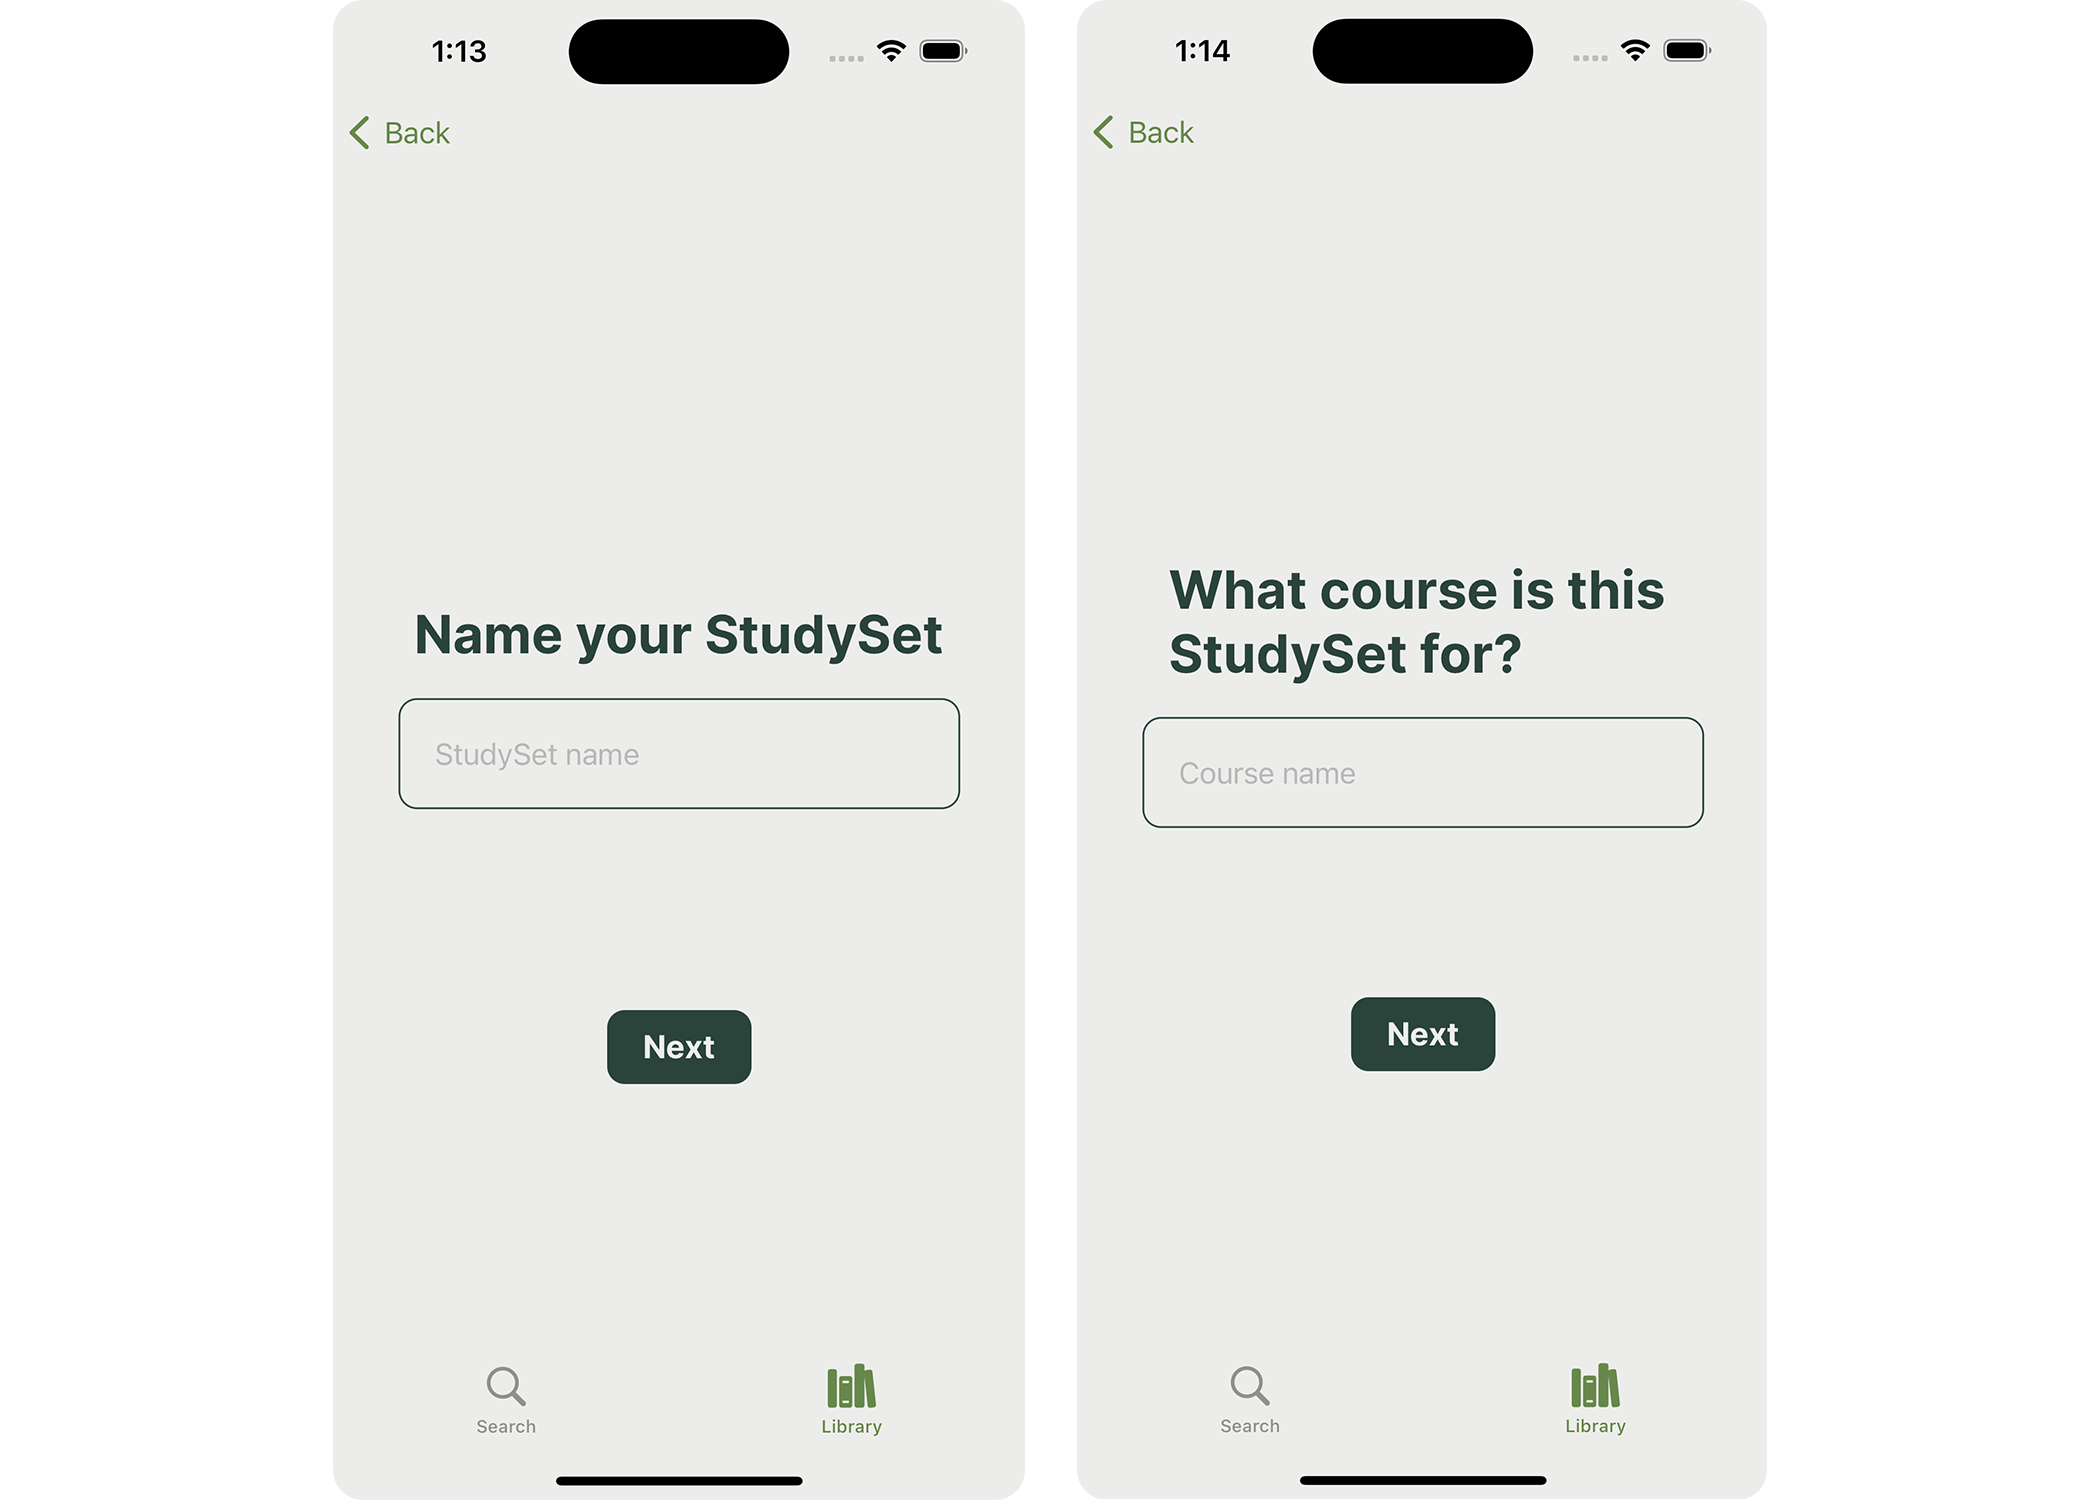 1:13
Back
Name your StudySet
StudySet name
Next
Search
Library
1:14
Back
What course is this
StudySet for?
Course name
Next
Search
Library